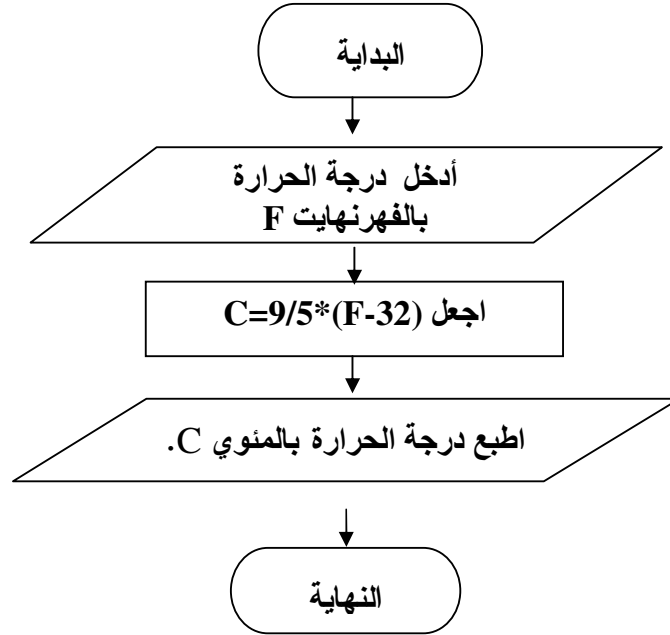 البداية
أدخل درجة الحرارة
بالفهرنهايت F
اجعل C=9/5*(F-32)
اطبع درجة الحرارة بالمئوي C.
النهاية